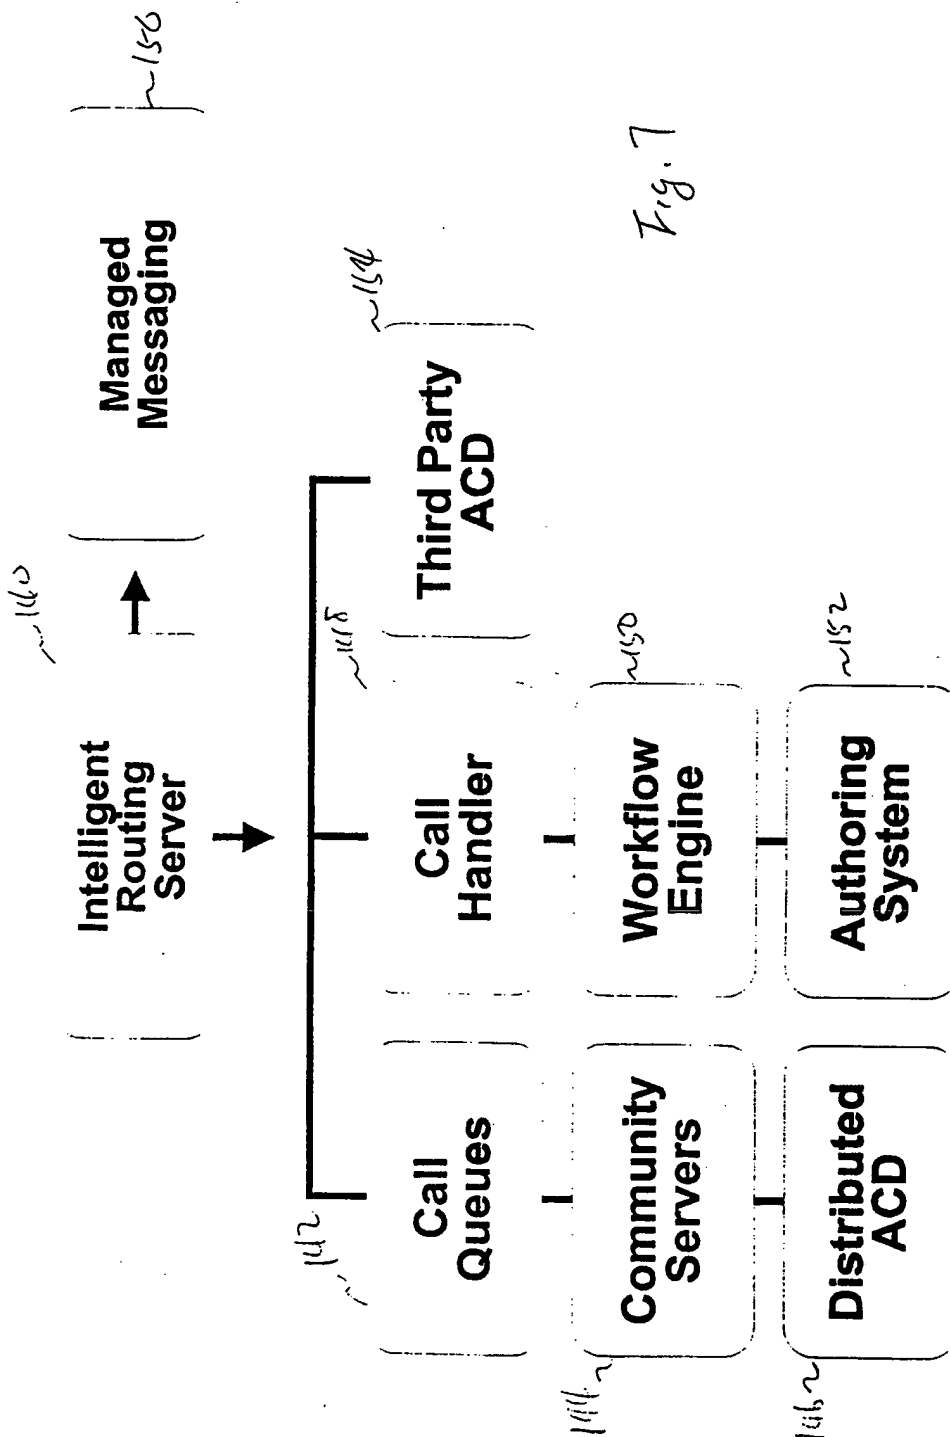 140
Intelligent
Routing
Server
Managed
Messaging
142
148
154
Call
Queues
Call
Handler
Third Party
ACD
144
Community
Servers
Workflow
Engine
150
146
Distributed
ACD
Authoring
System
152
Fig. 7